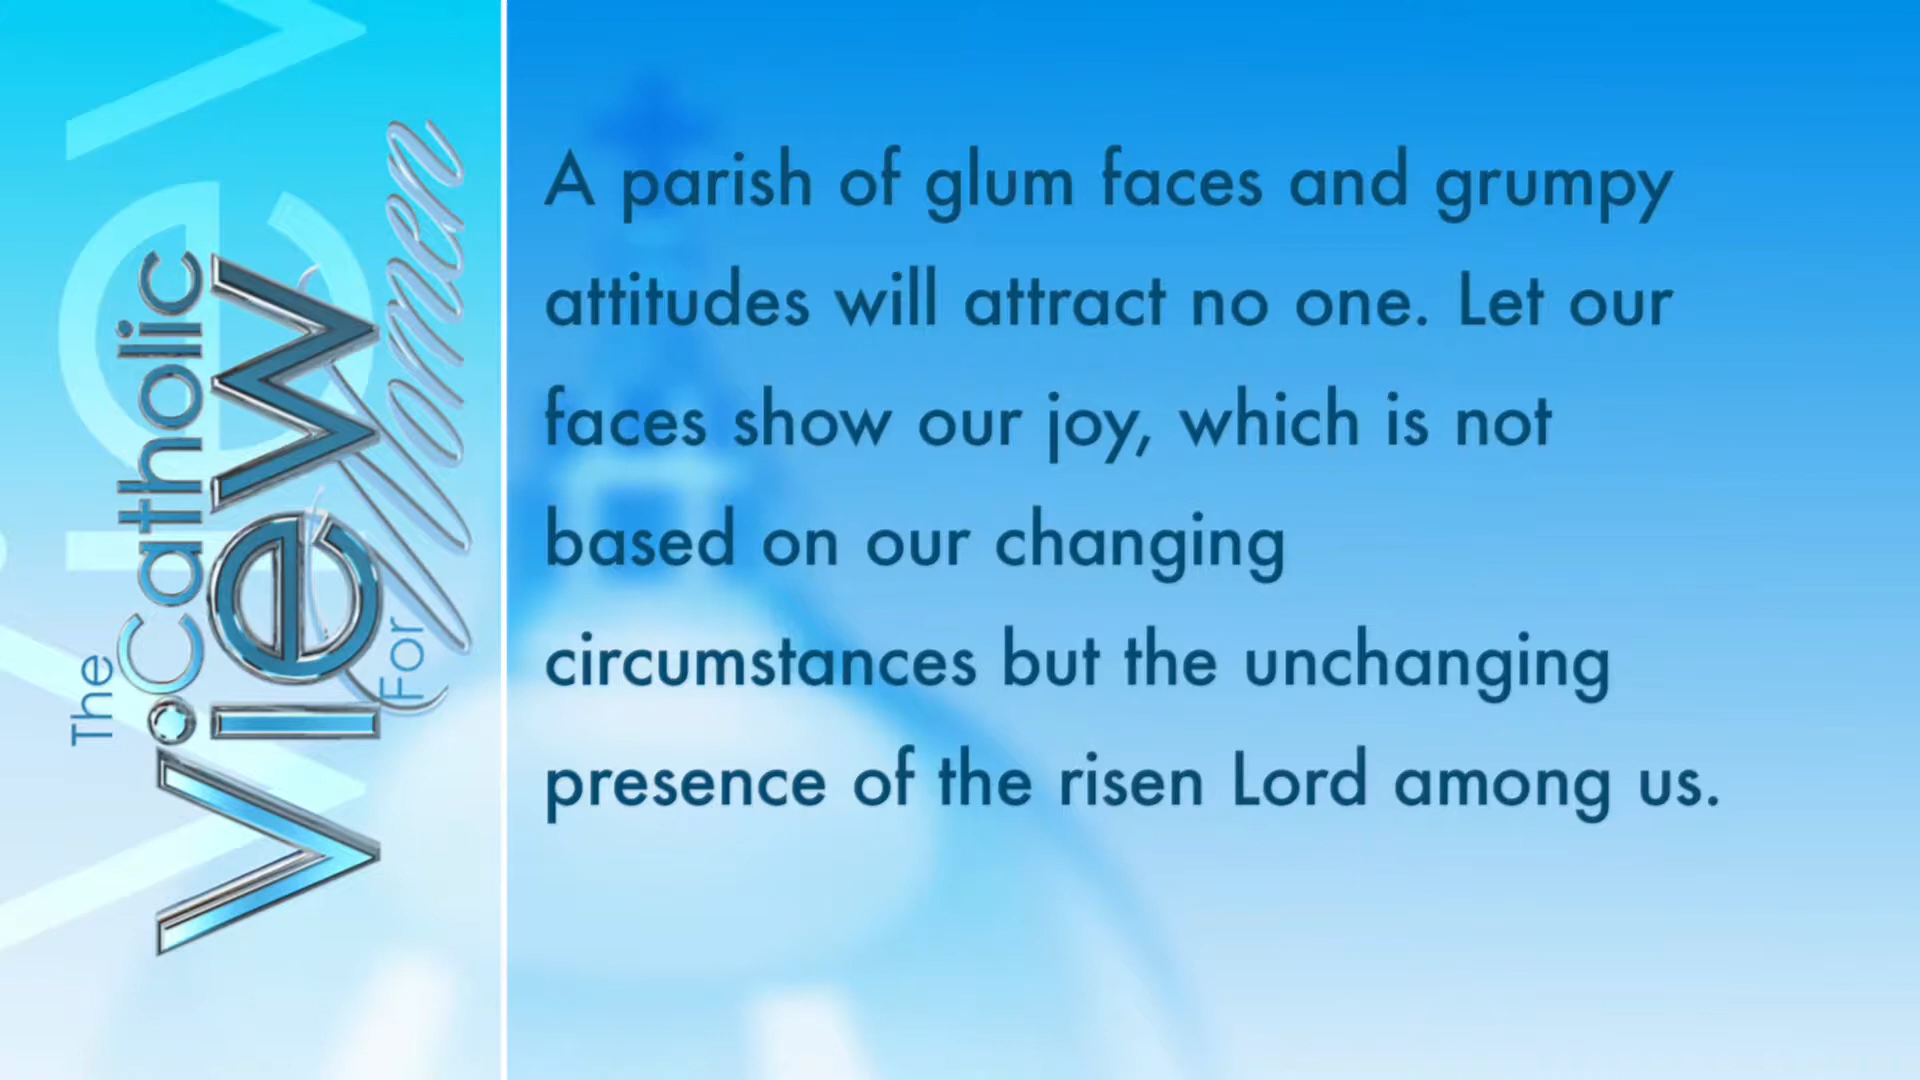 The Catholic
View
For Women
A parish of glum faces and grumpy
attitudes will attract no one. Let our
faces show our joy, which is not
based on our changing
circumstances but the unchanging
presence of the risen Lord among us.